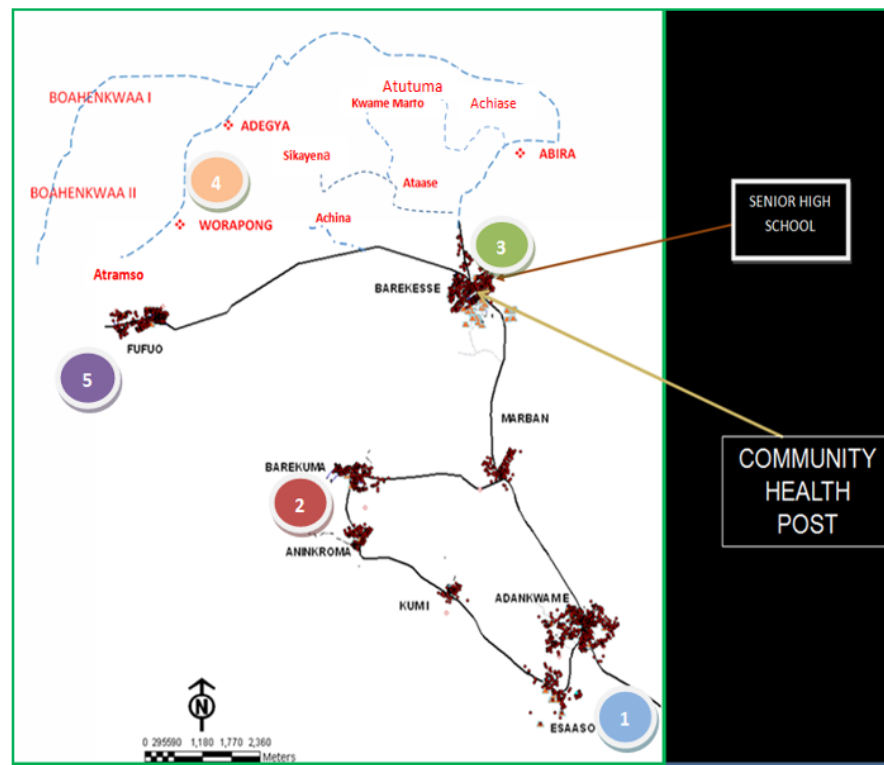 Atutuma
BOAHENKWAA I
Kwame Marto
Achiase
ADEGYA
Sikayena
ABIRA
4
Ataase
BOAHENKWAA II
SENIOR HIGH
SCHOOL
WORAPONG
Achina
3
Atramso
BAREKESSE
FUFUO
5
MARBAN
BAREKUMA
COMMUNITY
HEALTH
POST
2
ANINKROMA
KUMI
ADANKWAME
N
ESAASO
1
0 295590 1,180 1,770 2,360
Meters